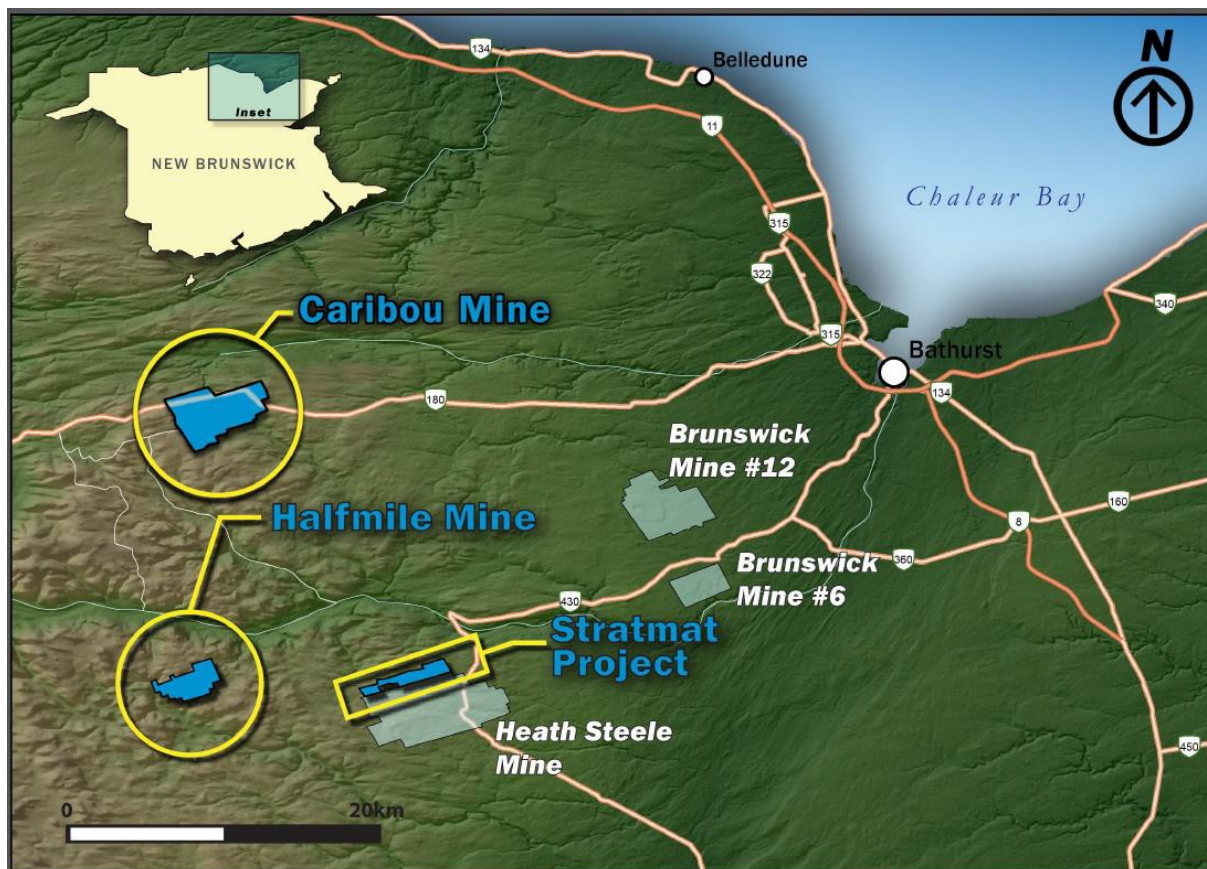 134
Belledune
N
11
Inset
NEW BRUNSWICK
Chaleur Bay
315
322
Caribou Mine
315
340
Bathurst
180
134
Brunswick
Mine #12
160
Halfmile Mine
8
360
Brunswick
Mine #6
430
Stratmat
Project
Heath Steele
Mine
450
0
20km